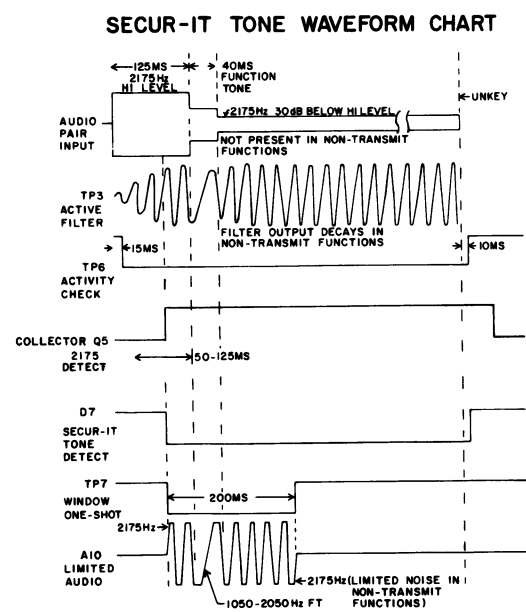 SECUR-IT TONE WAVEFORM CHART
125MS
2175Hz
HI LEVEL
40MS
FUNCTION
TONE
UNKEY
2175Hz 30dB BELOW HI LEVEL
AUDIO
PAIR
INPUT
NOT PRESENT IN NON-TRANSMIT
FUNCTIONS
TP3
ACTIVE
FILTER
FILTER OUTPUT DECAYS IN
NON-TRANSMIT FUNCTIONS
15MS
10MS
TP6
ACTIVITY
CHECK
COLLECTOR Q5
2175
DETECT
50-125MS
D7
SECUR-IT
TONE
DETECT
TP7
WINDOW
ONE-SHOT
200MS
2175Hz
A10
LIMITED
AUDIO
2175Hz (LIMITED NOISE IN
NON-TRANSMIT
FUNCTIONS)
1050-2050Hz FT